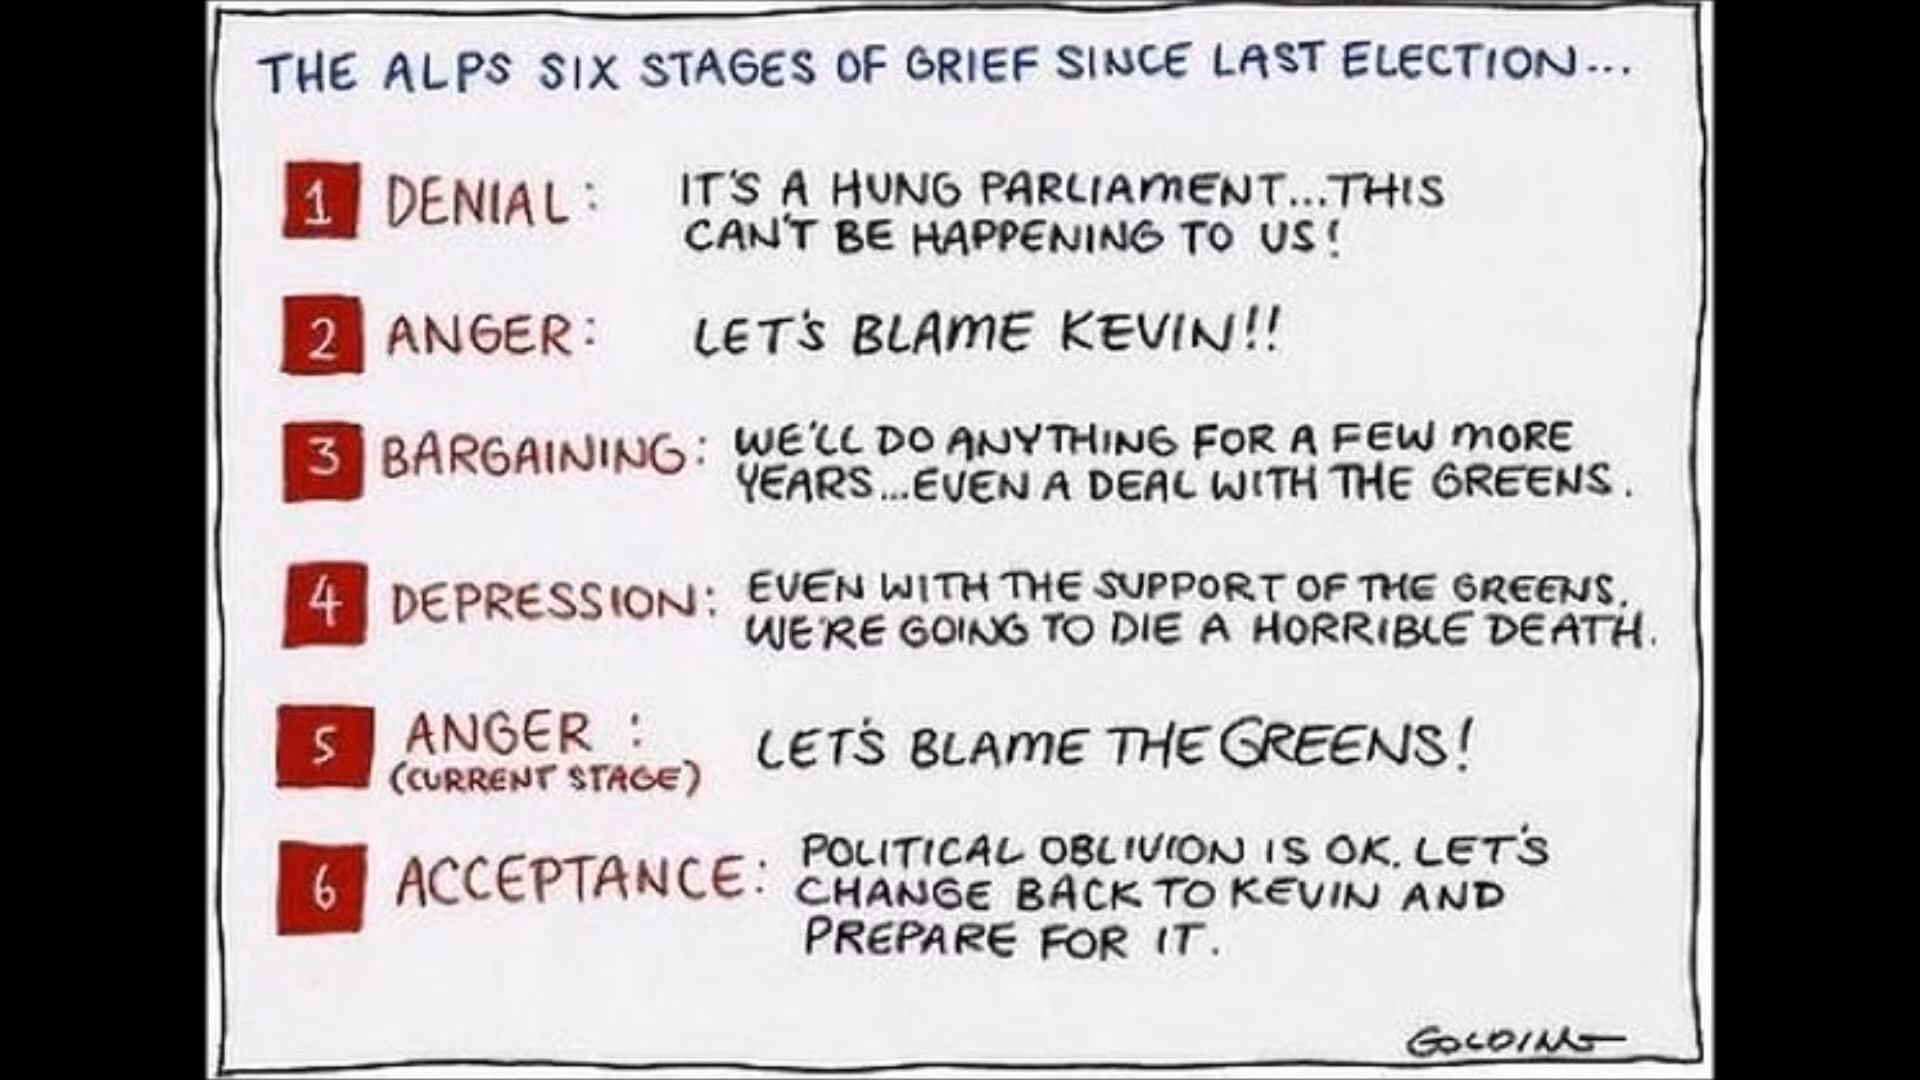 THE ALPS SIX STAGES OF GRIEF SINCE LAST ELECTION...
1 DENIAL: IT'S A HUNG PARLIAMENT...THIS
CAN'T BE HAPPENING TO US!
2 ANGER: LET'S BLAME KEVIN!!
3 BARGAINING: WE'LL DO ANYTHING FOR A FEW MORE
YEARS...EVEN A DEAL WITH THE GREENS.
4 DEPRESSION: EVEN WITH THE SUPPORT OF THE GREENS,
WE'RE GOING TO DIE A HORRIBLE DEATH.
5 ANGER: LET'S BLAME THE GREENS!
(CURRENT STAGE)
6 ACCEPTANCE: POLITICAL OBLIVION IS OK. LET'S
CHANGE BACK TO KEVIN AND
PREPARE FOR IT.
GOLDING